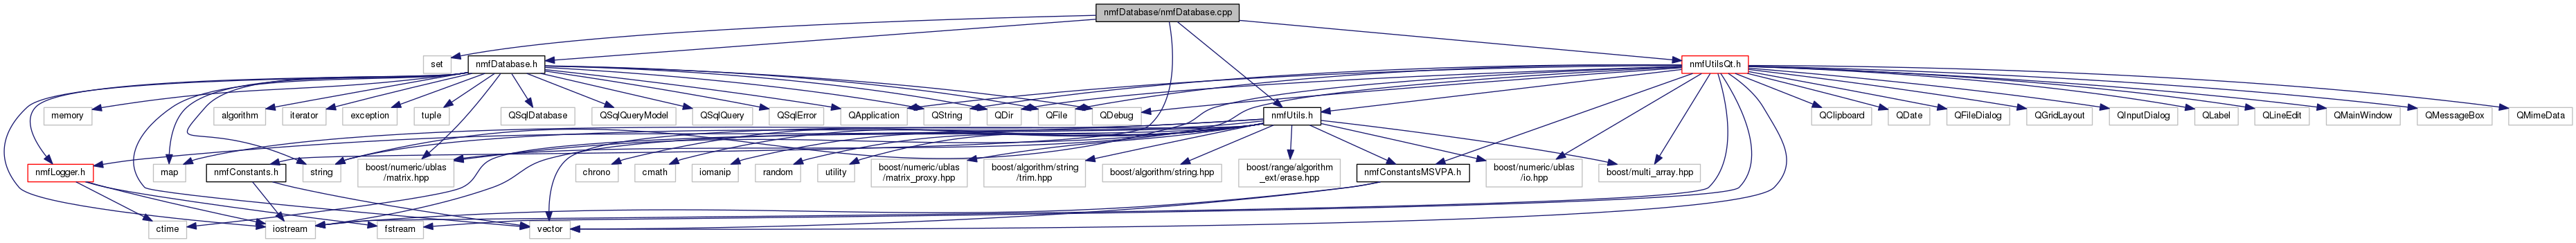 nmfDatabase/nmfDatabase.cpp
set
nmfDatabase.h
nmfUtilsQt.h
memory
algorithm
iterator
exception
tuple
QSqlDatabase
QSqlQueryModel
QSqlQuery
QSqlError
QApplication
QString
QDir
QFile
QDebug
nmfUtils.h
QClipboard
QDate
QFileDialog
QGridLayout
QInputDialog
QLabel
QLineEdit
QMainWindow
QMessageBox
QMimeData
nmfLogger.h
map
nmfConstants.h
string
boost/numeric/ublas
/matrix.hpp
chrono
cmath
iomanip
random
utility
boost/numeric/ublas
/matrix_proxy.hpp
boost/algorithm/string
/trim.hpp
boost/algorithm/string.hpp
boost/range/algorithm
_ext/erase.hpp
nmfConstantsMSVPA.h
boost/numeric/ublas
/io.hpp
boost/multi_array.hpp
ctime
iostream
fstream
vector